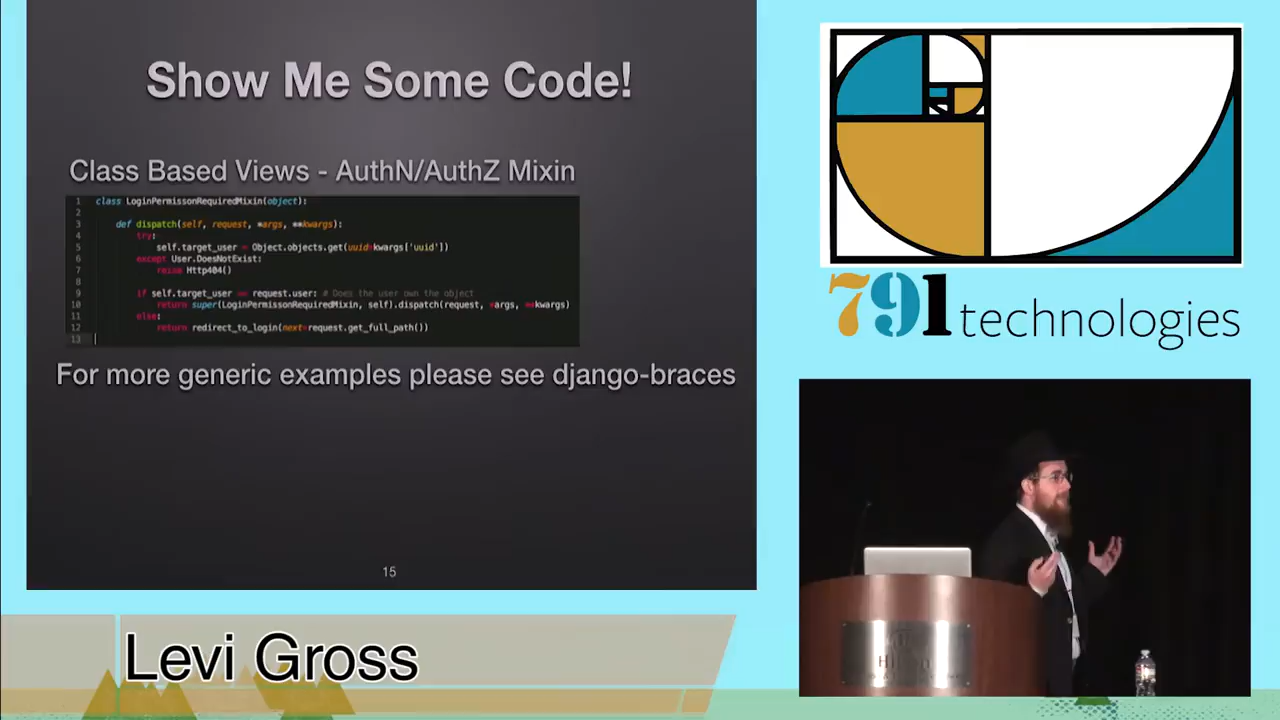 Show Me Some Code!
Class Based Views - AuthN/AuthZ Mixin
1 class LoginPermissonRequiredMixin(object):
2
3 def dispatch(self, request, *args, **kwargs):
4 try:
5 self.target_user = Object.objects.get(uuid=kwargs['uuid'])
6 except User.DoesNotExist:
7 raise Http404()
8
9 if self.target_user == request.user: # Does the user own the object
10 return super(LoginPermissonRequiredMixin, self).dispatch(request, *args, **kwargs)
11 else:
12 return redirect_to_login(next=request.get_full_path())
13
For more generic examples please see django-braces
15
791 technologies
Levi Gross